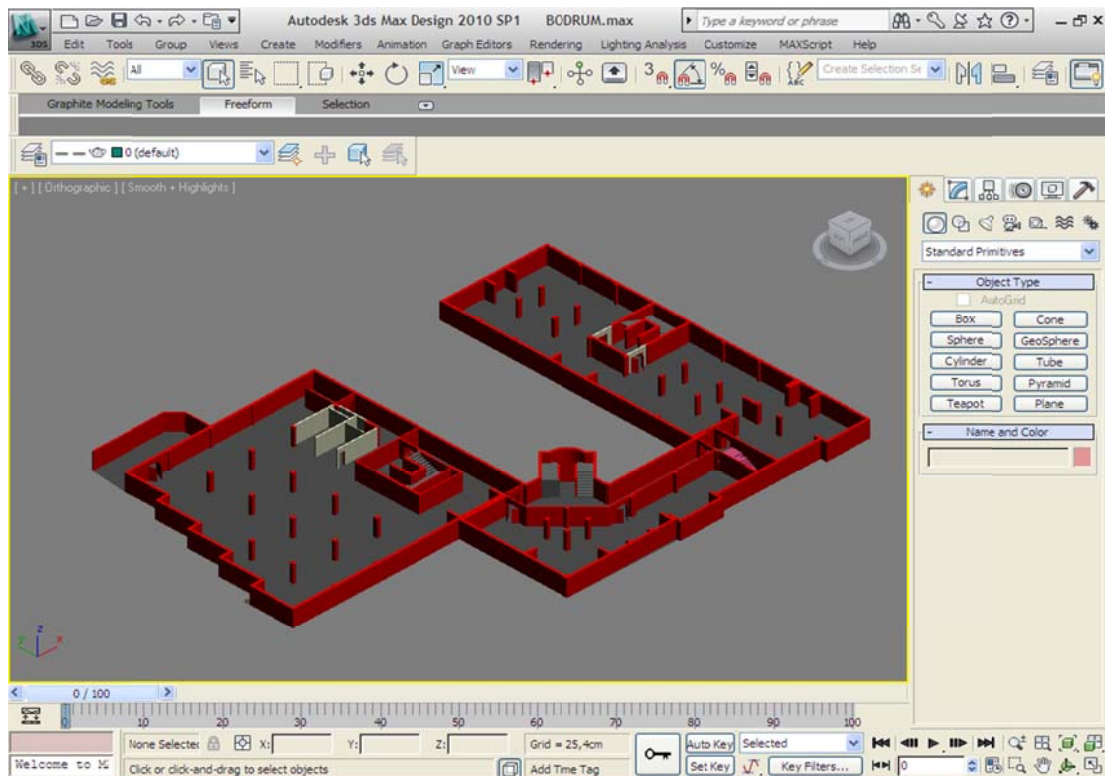 Autodesk 3ds Max Design 2010 SP1 BODRUM.max Type a keyword or phrase
3DS Edit Tools Group Views Create Modifiers Animation Graph Editors Rendering Lighting Analysis Customize MAXScript Help
All View 3 % ABC Create Selection Se
Graphite Modeling Tools Freeform Selection
0 (default)
[ + ] [ Orthographic ] [ Smooth + Highlights ]
Standard Primitives
- Object Type
AutoGrid
Box Cone
Sphere GeoSphere
Cylinder Tube
Torus Pyramid
Teapot Plane
- Name and Color
z
y x
0 / 100
0 10 20 30 40 50 60 70 80 90 100
None Selected X: Y: Z: Grid = 25,4cm Auto Key Selected
Welcome to M Click or click-and-drag to select objects Add Time Tag Set Key Key Filters... 0